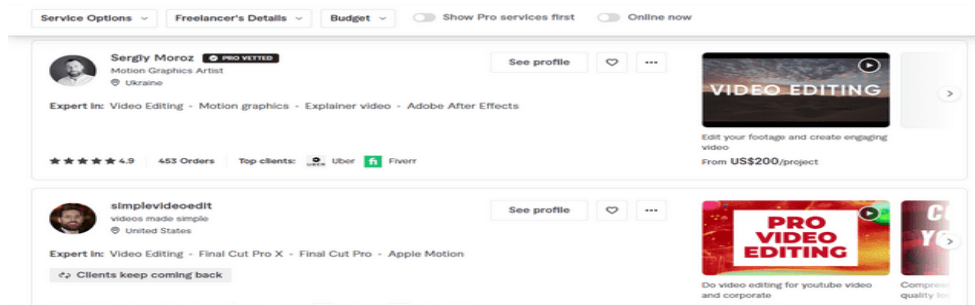 Service Options
Freelancer's Details
Budget
Show Pro services first
Online now
Sergiy Moroz PRO VETTED
Motion Graphics Artist
Ukraine
Expert In: Video Editing - Motion graphics - Explainer video - Adobe After Effects
4.9 453 Orders Top clients: Uber Fiverr
See profile
VIDEO EDITING
Edit your footage and create engaging
video
From US$200/project
simplevideoedit
videos made simple
United States
Expert In: Video Editing - Final Cut Pro X - Final Cut Pro - Apple Motion
Clients keep coming back
See profile
PRO
VIDEO
EDITING
Do video editing for youtube video
and corporate